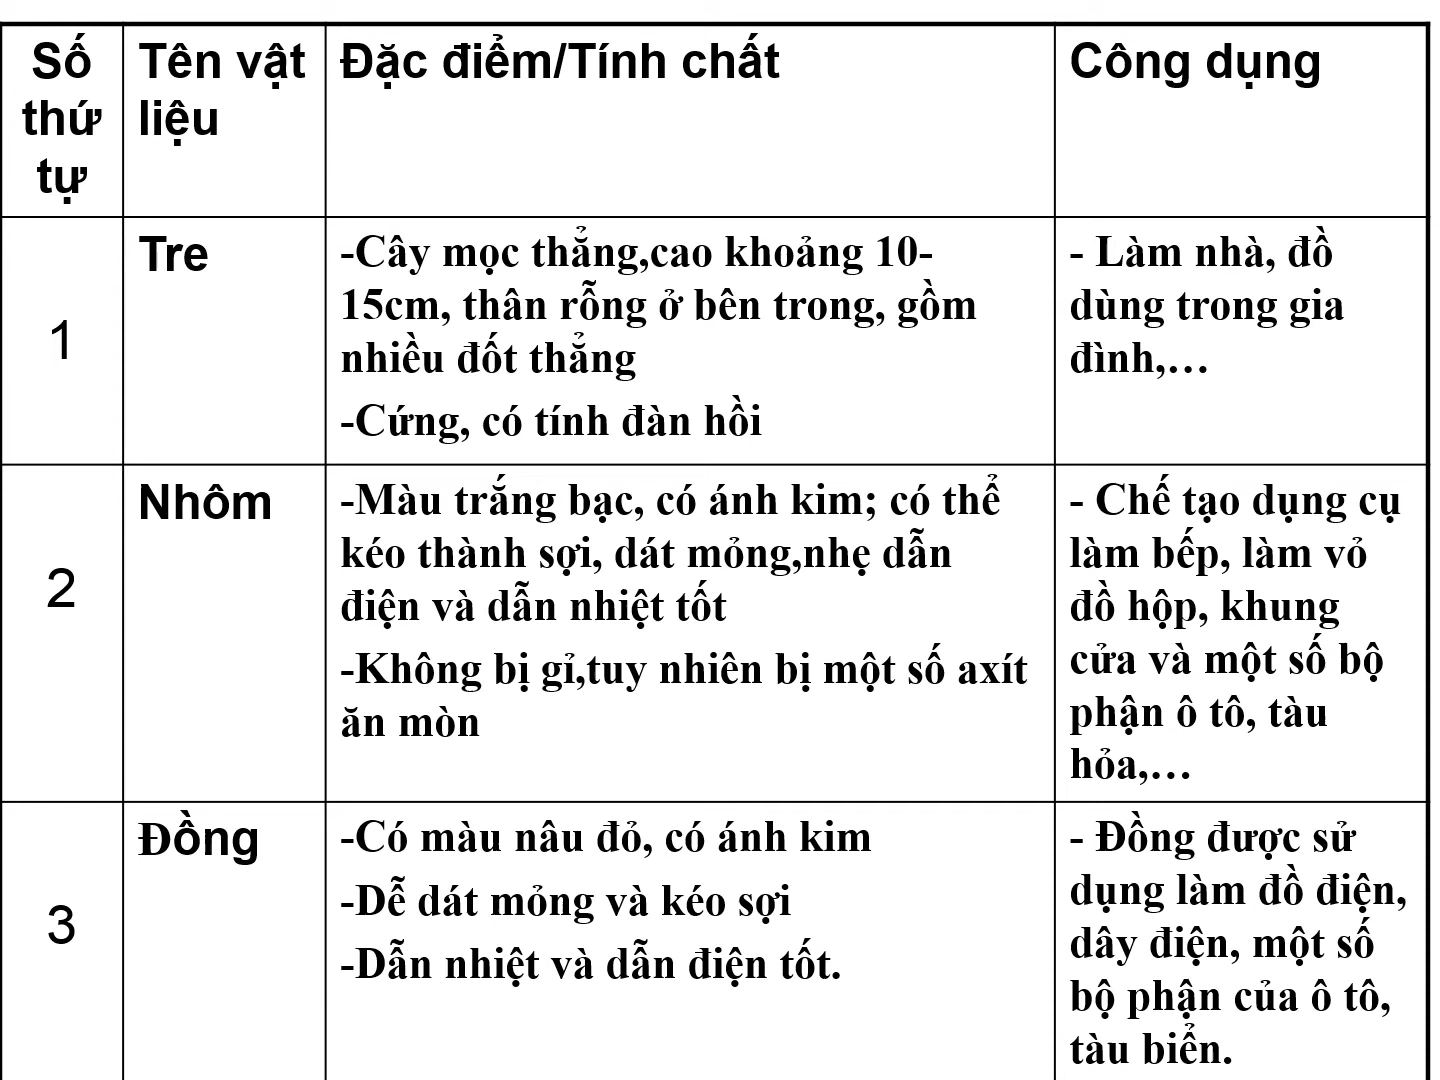 Số thứ tự
Tên vật liệu
Đặc điểm/Tính chất
Công dụng
1
Tre
-Cây mọc thẳng,cao khoảng 10-
15cm, thân rỗng ở bên trong, gồm
nhiều đốt thẳng
-Cứng, có tính đàn hồi
- Làm nhà, đồ
dùng trong gia
đình,…
2
Nhôm
-Màu trắng bạc, có ánh kim; có thể
kéo thành sợi, dát mỏng,nhẹ dẫn
điện và dẫn nhiệt tốt
-Không bị gỉ,tuy nhiên bị một số axít
ăn mòn
- Chế tạo dụng cụ
làm bếp, làm vỏ
đồ hộp, khung
cửa và một số bộ
phận ô tô, tàu
hỏa,…
3
Đồng
-Có màu nâu đỏ, có ánh kim
-Dễ dát mỏng và kéo sợi
-Dẫn nhiệt và dẫn điện tốt.
- Đồng được sử
dụng làm đồ điện,
dây điện, một số
bộ phận của ô tô,
tàu biển.